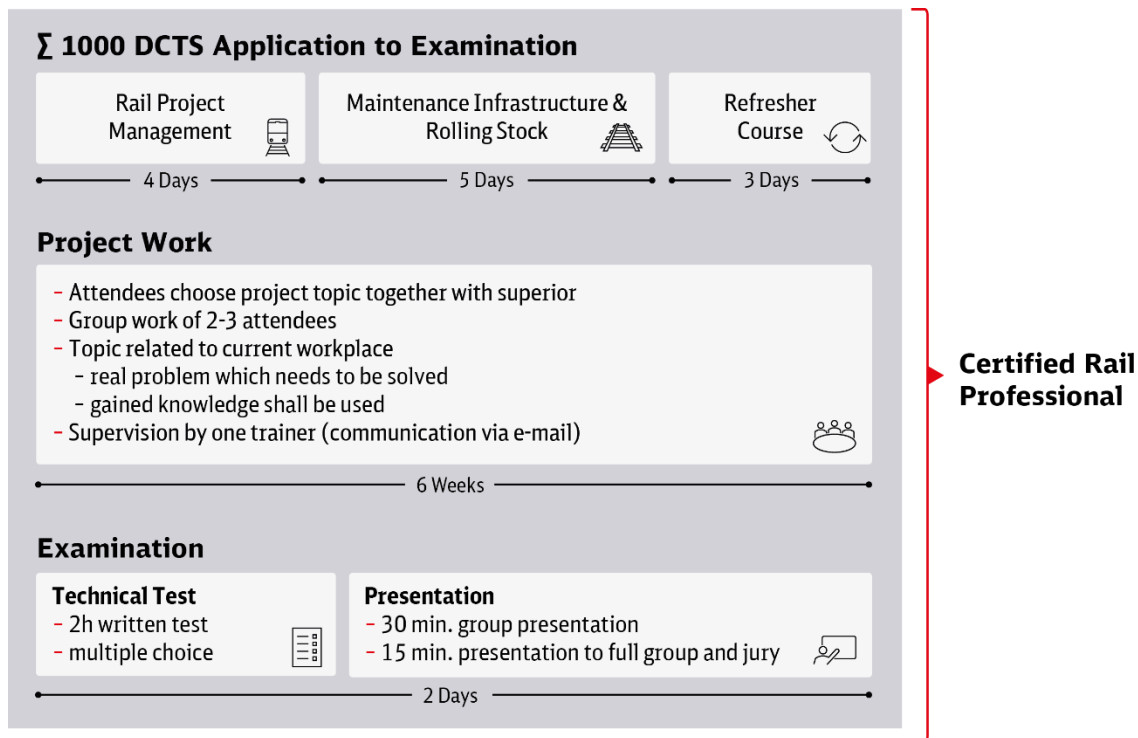 ∑ 1000 DCTS Application to Examination
Rail Project
Management
Maintenance Infrastructure &
Rolling Stock
Refresher
Course
4 Days
5 Days
3 Days
Project Work
– Attendees choose project topic together with superior
– Group work of 2-3 attendees
– Topic related to current workplace
– real problem which needs to be solved
– gained knowledge shall be used
– Supervision by one trainer (communication via e-mail)
6 Weeks
Certified Rail
Professional
Examination
Technical Test
– 2h written test
– multiple choice
Presentation
– 30 min. group presentation
– 15 min. presentation to full group and jury
2 Days